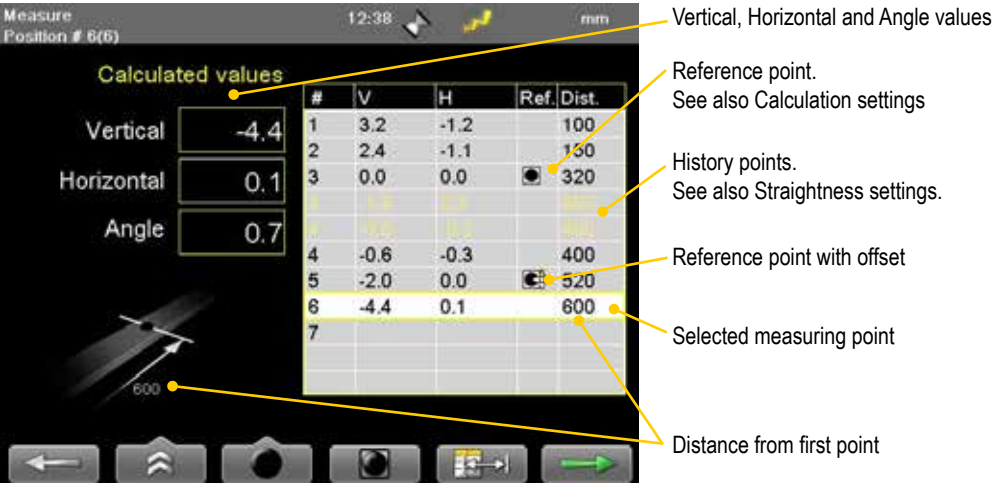 Measure 12:38 mm
Position # 6(6)
Calculated values
Vertical -4.4
Horizontal 0.1
Angle 0.7
# V H Ref. Dist.
1 3.2 -1.2 100
2 2.4 -1.1 150
3 0.0 0.0 320
4 -0.6 -0.3 400
5 -2.0 0.0 520
6 -4.4 0.1 600
7
600
Vertical, Horizontal and Angle values
Reference point.
See also Calculation settings
History points.
See also Straightness settings.
Reference point with offset
Selected measuring point
Distance from first point